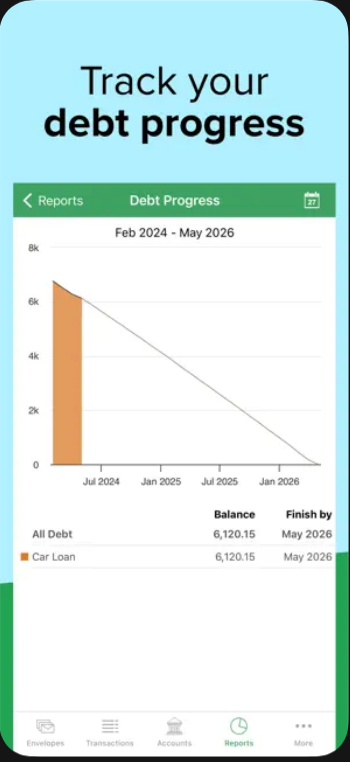 Track your
debt progress
Reports Debt Progress 27
Feb 2024 - May 2026
8k
6k
4k
2k
0
Jul 2024 Jan 2025 Jul 2025 Jan 2026
Balance Finish by
All Debt 6,120.15 May 2026
Car Loan 6,120.15 May 2026
Envelopes Transactions Accounts Reports More